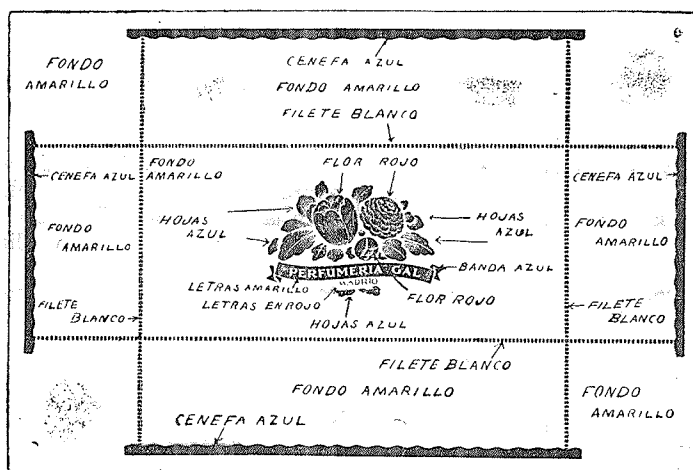 CENEFA AZUL
FONDO
AMARILLO
FONDO AMARILLO
FILETE BLANCO
FONDO
AMARILLO
FLOR ROJO
CENEFA AZUL
CENEFA AZUL
HOJAS
AZUL
HOJAS
AZUL
FONDO
AMARILLO
FONDO
AMARILLO
PERFUMERIA GAL
MADRID
BANDA AZUL
LETRAS AMARILLO
LETRAS EN ROJO
FLOR ROJO
FILETE
BLANCO
FILETE
BLANCO
HOJAS AZUL
FILETE BLANCO
FONDO AMARILLO
FONDO
AMARILLO
CENEFA AZUL